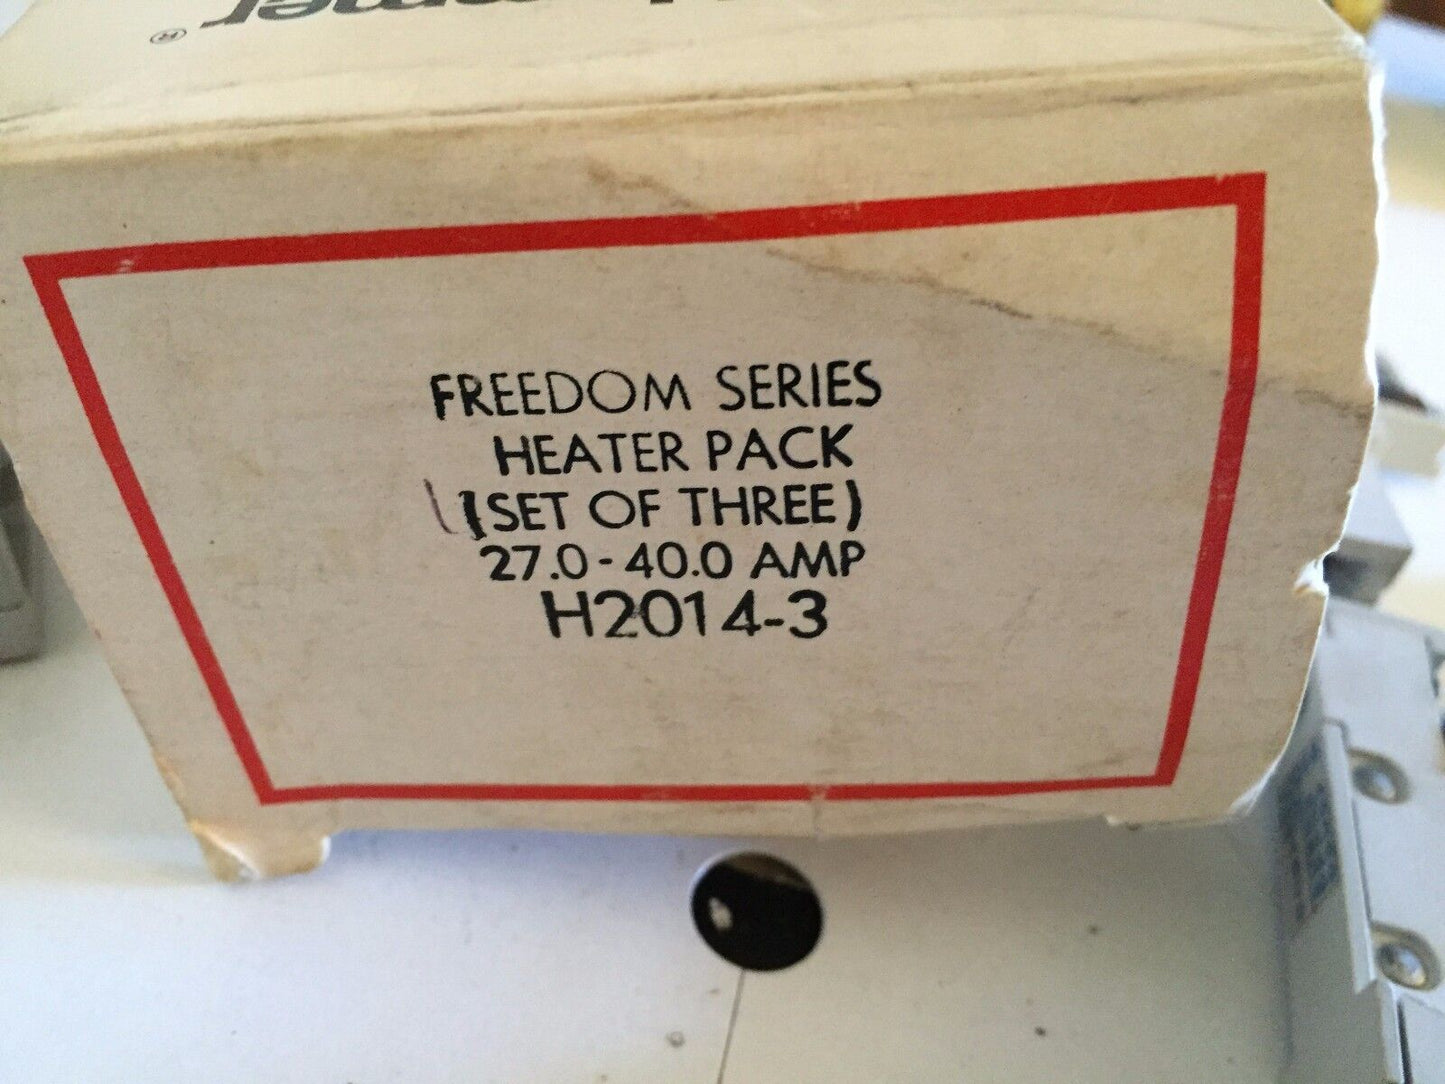 ®
FREEDOM SERIES
HEATER PACK
(SET OF THREE)
27.0-40.0 AMP
H2014-3